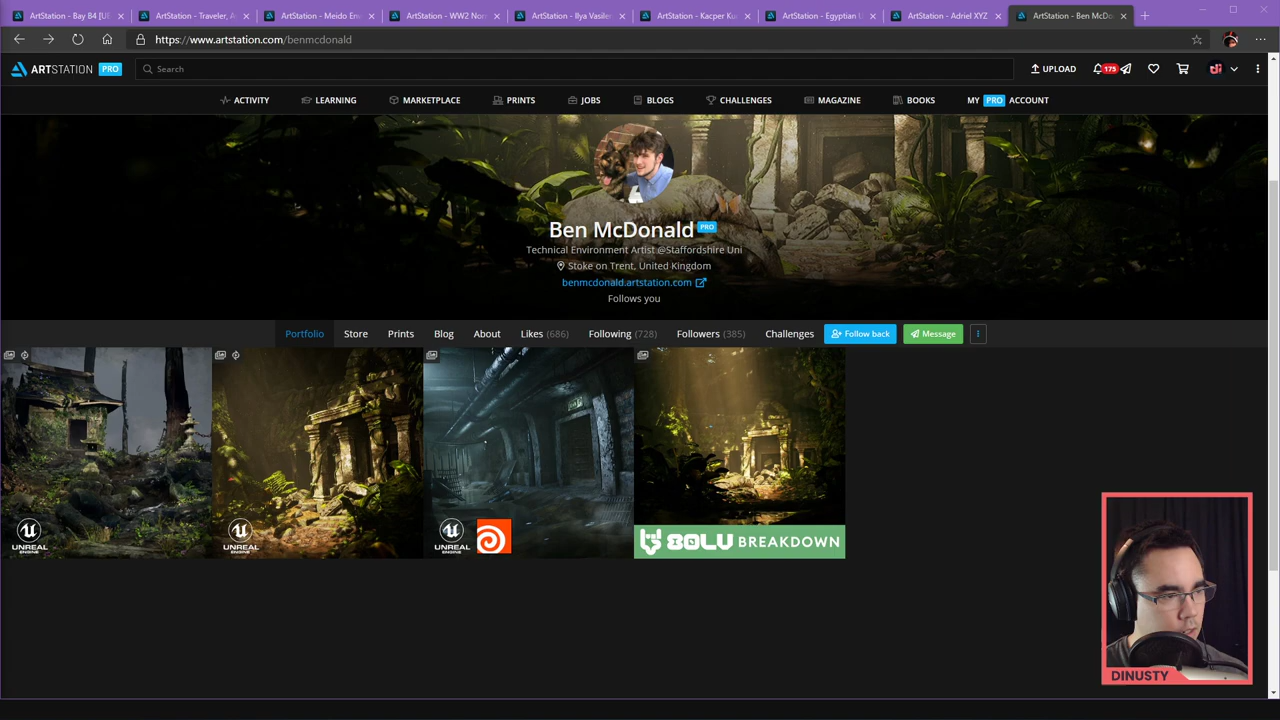 ArtStation - Bay B4 [UE
ArtStation - Traveler, A
ArtStation - Meido En
ArtStation - WW2 Nor
ArtStation - Ilya Vasile
ArtStation - Kacper Ku
ArtStation - Egyptian U
ArtStation - Adriel XYZ
ArtStation - Ben McDo
https://www.artstation.com/benmcdonald
ARTSTATION PRO
Search
UPLOAD
175
di
ACTIVITY
LEARNING
MARKETPLACE
PRINTS
JOBS
BLOGS
CHALLENGES
MAGAZINE
BOOKS
MY PRO ACCOUNT
Ben McDonald PRO
Technical Environment Artist @Staffordshire Uni
Stoke on Trent, United Kingdom
benmcdonald.artstation.com
Follows you
Portfolio
Store
Prints
Blog
About
Likes (686)
Following (728)
Followers (385)
Challenges
Follow back
Message
UNREAL ENGINE
UNREAL ENGINE
UNREAL ENGINE
80LV BREAKDOWN
DINUSTY